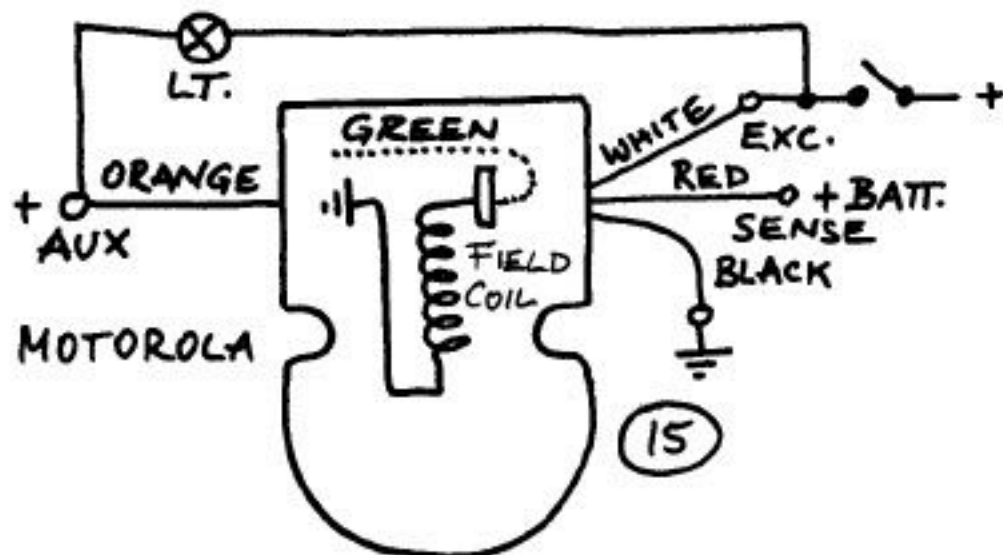 LT.
GREEN
WHITE
EXC.
+
ORANGE
RED
+
AUX
+ BATT.
SENSE
FIELD
COIL
BLACK
MOTOROLA
15